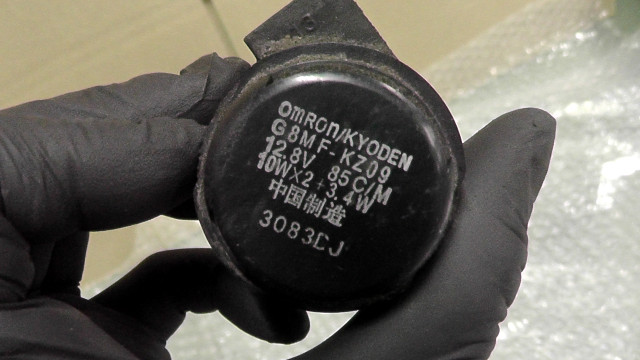 OMRON/KYODEN
G8MF-KZ09
12.8V 85C/M
10W×2+3.4W
中国制造
3083DJ